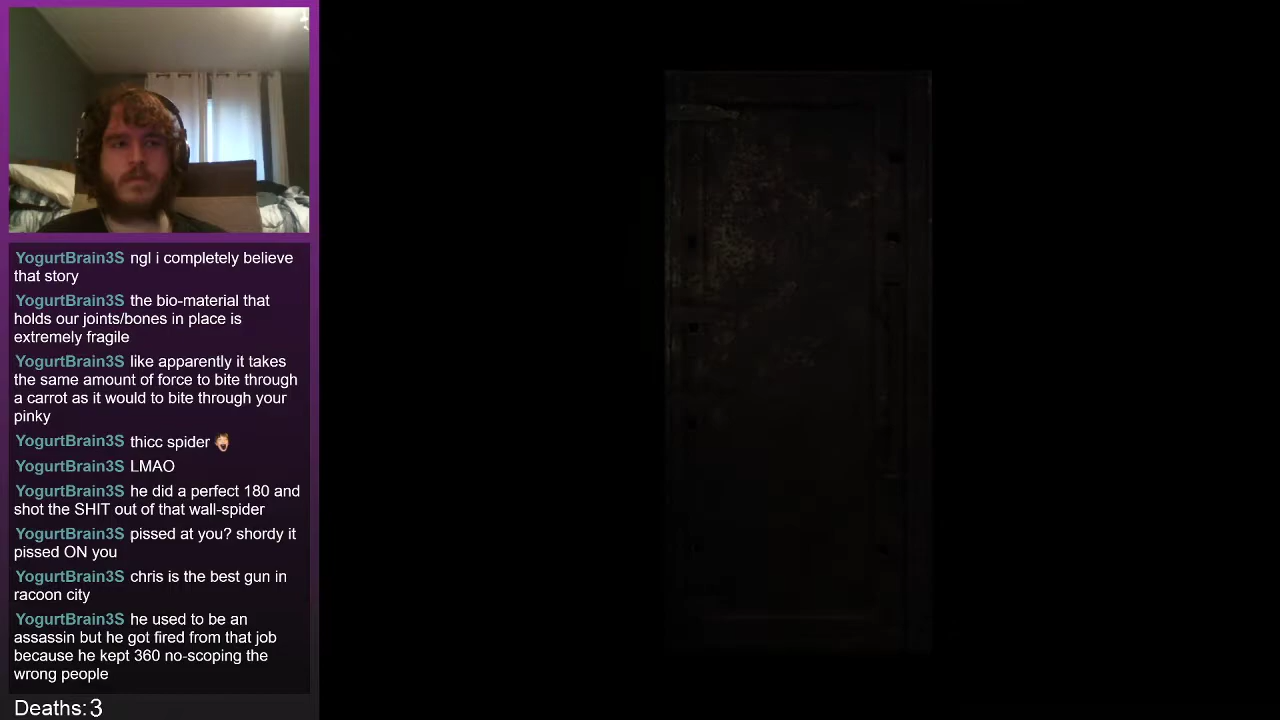 YogurtBrain3S ngl i completely believe
that story
YogurtBrain3S the bio-material that
holds our joints/bones in place is
extremely fragile
YogurtBrain3S like apparently it takes
the same amount of force to bite through
a carrot as it would to bite through your
pinky
YogurtBrain3S thicc spider
YogurtBrain3S LMAO
YogurtBrain3S he did a perfect 180 and
shot the SHIT out of that wall-spider
YogurtBrain3S pissed at you? shordy it
pissed ON you
YogurtBrain3S chris is the best gun in
racoon city
YogurtBrain3S he used to be an
assassin but he got fired from that job
because he kept 360 no-scoping the
wrong people
Deaths:3